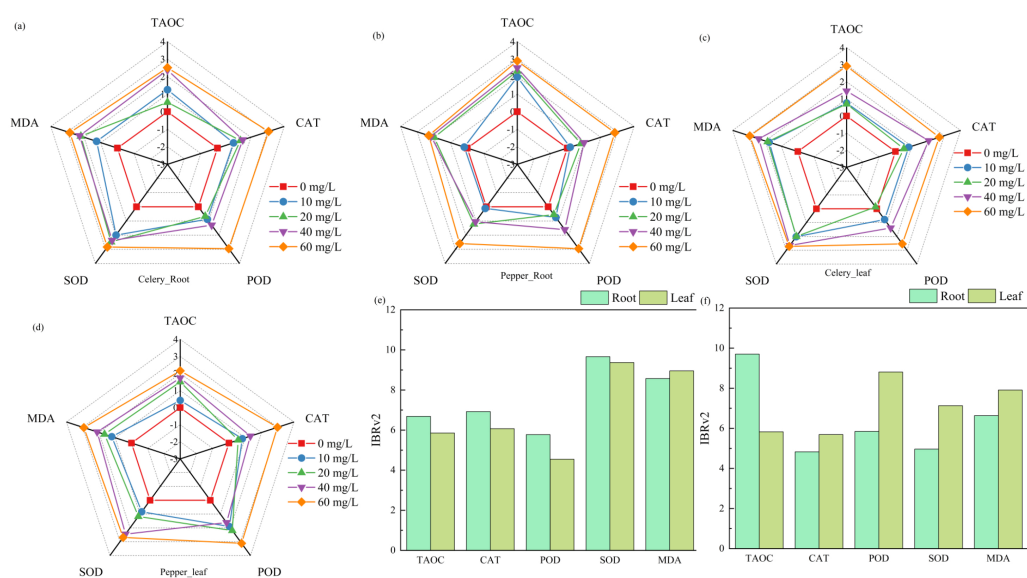 (a)
TAOC
4
3
2
1
0
-1
-2
-3
MDA
CAT
SOD
POD
Celery_Root
0 mg/L
10 mg/L
20 mg/L
40 mg/L
60 mg/L
(b)
TAOC
4
3
2
1
0
-1
-2
-3
MDA
CAT
SOD
POD
Pepper_Root
0 mg/L
10 mg/L
20 mg/L
40 mg/L
60 mg/L
(c)
TAOC
4
3
2
1
0
-1
-2
-3
MDA
CAT
SOD
POD
Celery_leaf
0 mg/L
10 mg/L
20 mg/L
40 mg/L
60 mg/L
(d)
TAOC
4
3
2
1
0
-1
-2
-3
MDA
CAT
SOD
POD
Pepper_leaf
0 mg/L
10 mg/L
20 mg/L
40 mg/L
60 mg/L
(e)
Root Leaf
IBRv2
12
10
8
6
4
2
0
TAOC CAT POD SOD MDA
(f)
Root Leaf
IBRv2
12
10
8
6
4
2
0
TAOC CAT POD SOD MDA